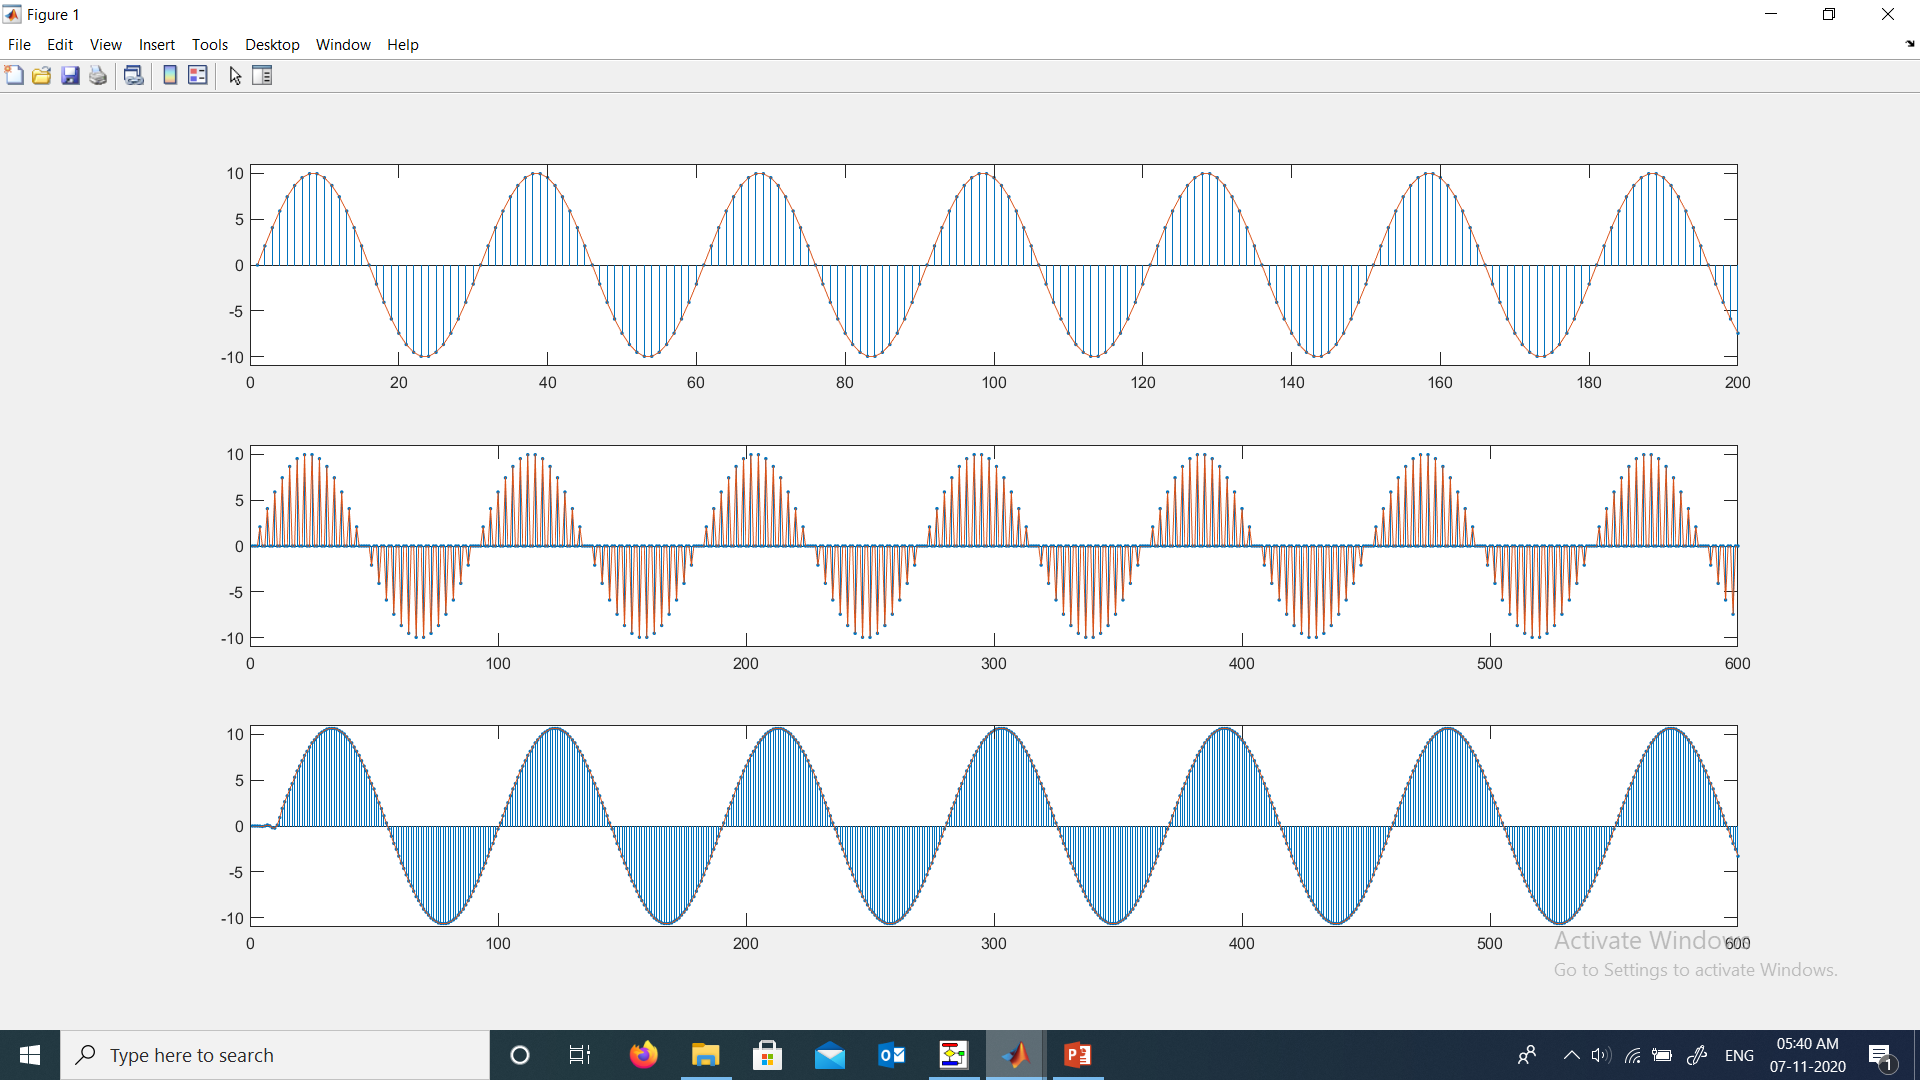 Figure 1
File Edit View Insert Tools Desktop Window Help
10
5
0
-5
-10
0 20 40 60 80 100 120 140 160 180 200
10
5
0
-5
-10
0 100 200 300 400 500 600
10
5
0
-5
-10
0 100 200 300 400 500 600
Activate Windows
Go to Settings to activate Windows.
Type here to search
ENG
05:40 AM
07-11-2020
1